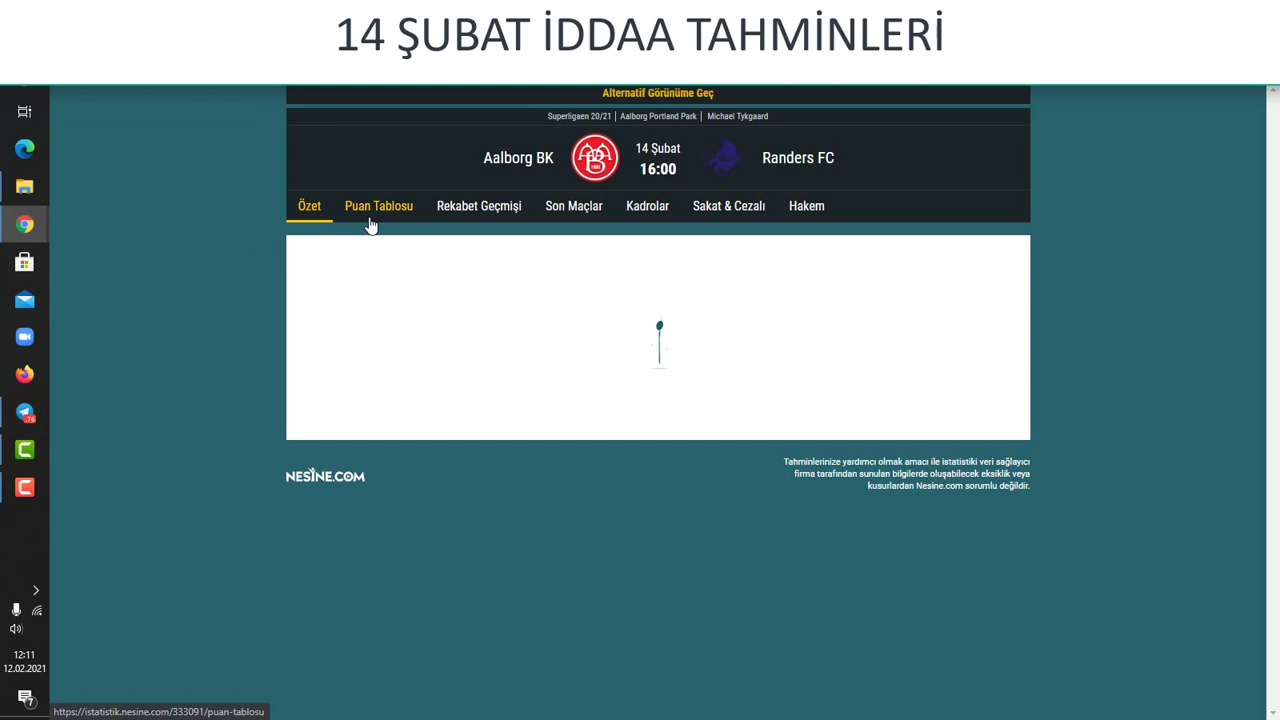 14 ŞUBAT İDDAA TAHMİNLERİ
Alternatif Görünüme Geç
Superligaen 20/21 | Aalborg Portland Park | Michael Tykgaard
Aalborg BK
14 Şubat
16:00
Randers FC
Özet
Puan Tablosu
Rekabet Geçmişi
Son Maçlar
Kadrolar
Sakat & Cezalı
Hakem
NESİNE.COM
Tahminlerinize yardımcı olmak amacı ile istatistiki veri sağlayıcı
firma tarafından sunulan bilgilerde oluşabilecek eksiklik veya
kusurlardan Nesine.com sorumlu değildir.
12:11
12.02.2021
7
https://istatistik.nesine.com/333091/puan-tablosu